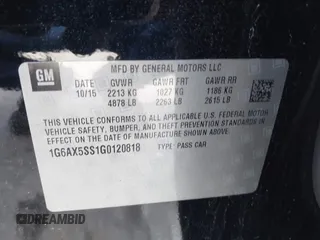 GM
MFD BY GENERAL MOTORS LLC
10/15 GVWR GAWR FRT GAWR RR
2213 KG 1027 KG 1186 KG
4878 LB 2263 LB 2615 LB
THIS VEHICLE CONFORMS TO ALL APPLICABLE U.S. FEDERAL
MOTOR VEHICLE SAFETY, BUMPER, AND THEFT PREVENTION STANDARDS IN
EFFECT ON THE DATE OF MANUFACTURE SHOWN ABOVE.
1G6AX5SS1G0120818 TYPE: PASS CAR
DREAMBID